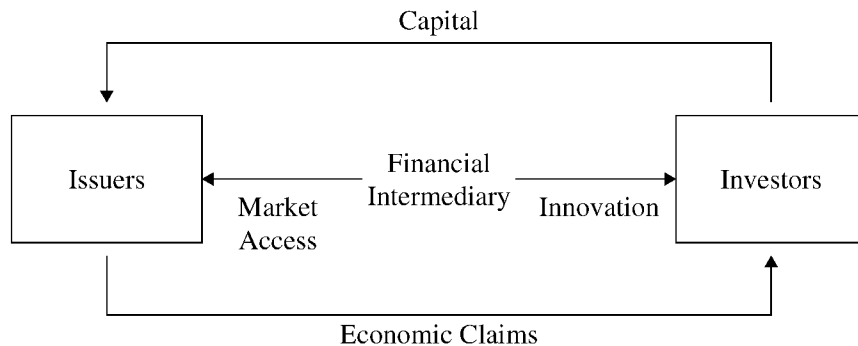 Capital
Issuers
Financial
Intermediary
Investors
Market
Access
Innovation
Economic Claims